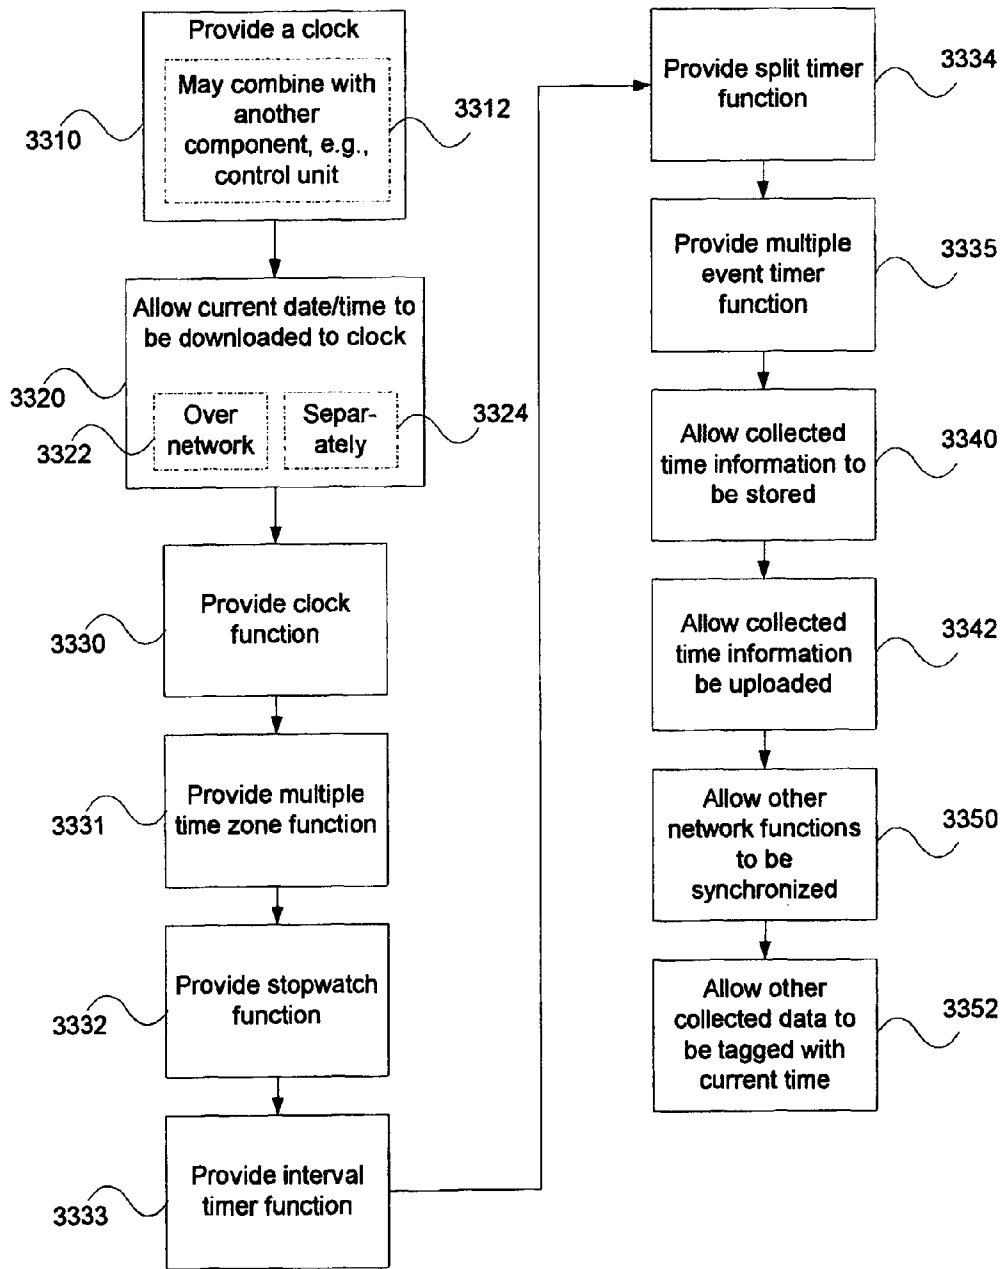 Provide a clock
May combine with
another
component, e.g.,
control unit
3310
3312
Allow current date/time to
be downloaded to clock
3320
Over
network
3322
Separ-
ately
3324
Provide clock
function
3330
Provide multiple
time zone function
3331
Provide stopwatch
function
3332
Provide interval
timer function
3333
Provide split timer
function
3334
Provide multiple
event timer
function
3335
Allow collected
time information to
be stored
3340
Allow collected
time information
be uploaded
3342
Allow other
network functions
to be
synchronized
3350
Allow other
collected data to
be tagged with
current time
3352